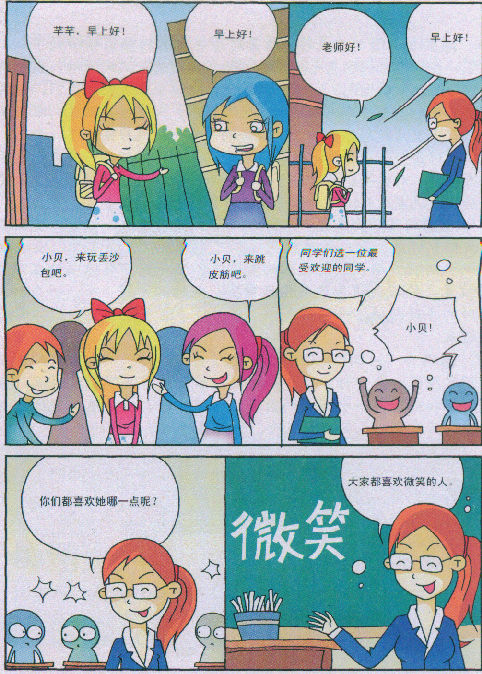 芊芊，早上好！
早上好！
老师好！
早上好！
小贝，来玩丢沙
包吧。
小贝，来跳
皮筋吧。
同学们选一位最
受欢迎的同学。
小贝！
你们都喜欢她哪一点呢？
大家都喜欢微笑的人。
微笑